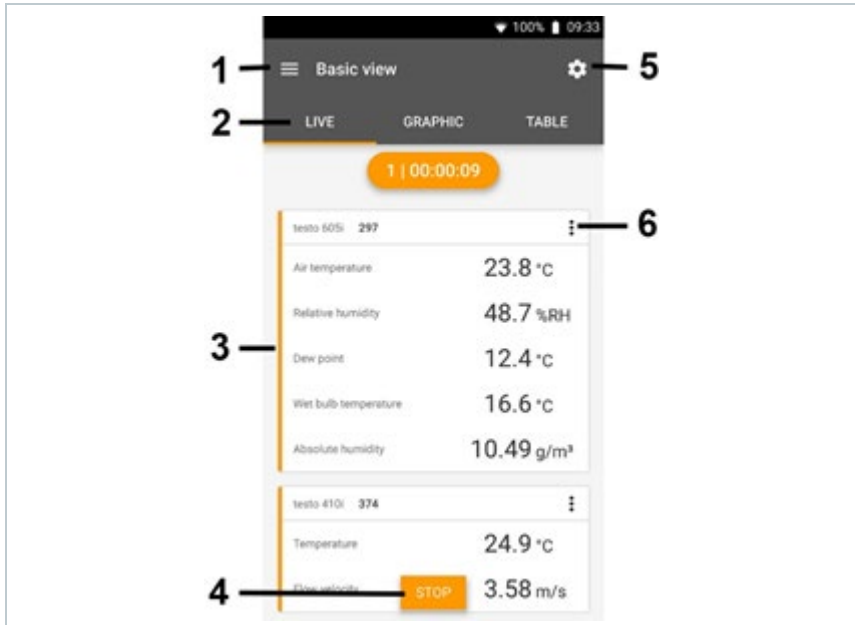 100% 09:33
1 Basic view 5
2 LIVE GRAPHIC TABLE
1 | 00:00:09
testo 605i 297 6
Air temperature 23.8 °C
Relative humidity 48.7 %RH
3 Dew point 12.4 °C
Wet bulb temperature 16.6 °C
Absolute humidity 10.49 g/m³
testo 410i 374
Temperature 24.9 °C
4 Flow velocity STOP 3.58 m/s